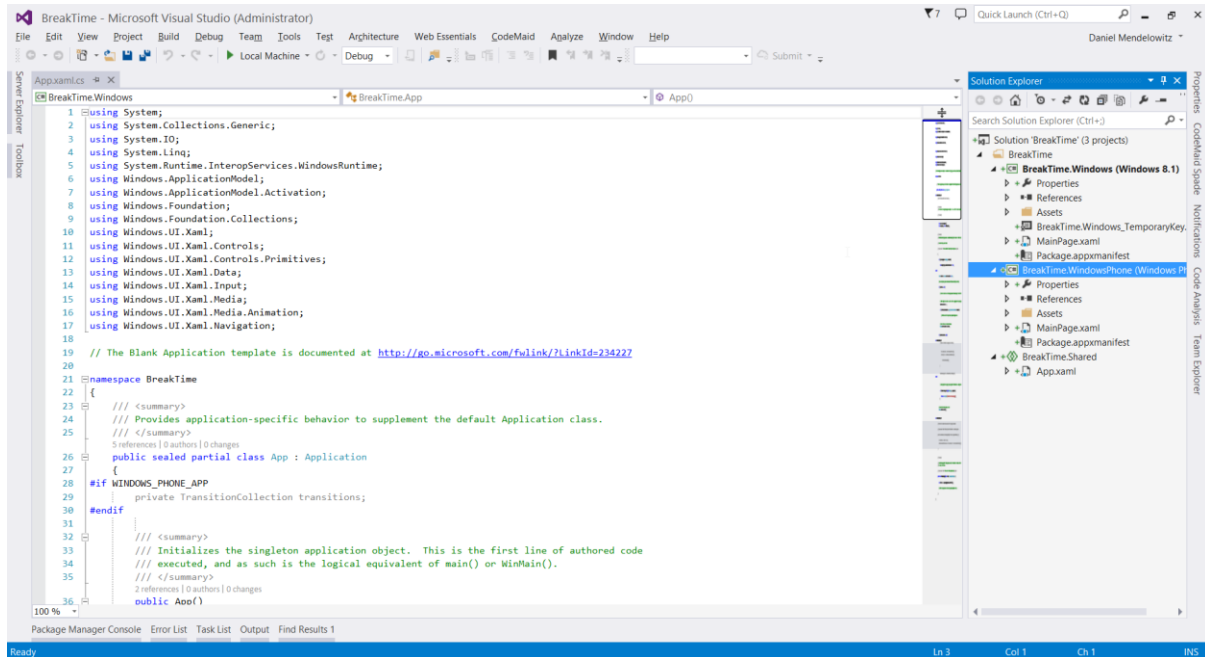 BreakTime - Microsoft Visual Studio (Administrator)
7
Quick Launch (Ctrl+Q)
File Edit View Project Build Debug Team Tools Test Architecture Web Essentials CodeMaid Analyze Window Help
Daniel Mendelowitz
Local Machine
Debug
Submit
Server Explorer
Toolbox
App.xaml.cs
BreakTime.Windows
BreakTime.App
App()
1 using System;
2 using System.Collections.Generic;
3 using System.IO;
4 using System.Linq;
5 using System.Runtime.InteropServices.WindowsRuntime;
6 using Windows.ApplicationModel;
7 using Windows.ApplicationModel.Activation;
8 using Windows.Foundation;
9 using Windows.Foundation.Collections;
10 using Windows.UI.Xaml;
11 using Windows.UI.Xaml.Controls;
12 using Windows.UI.Xaml.Controls.Primitives;
13 using Windows.UI.Xaml.Data;
14 using Windows.UI.Xaml.Input;
15 using Windows.UI.Xaml.Media;
16 using Windows.UI.Xaml.Media.Animation;
17 using Windows.UI.Xaml.Navigation;
18
19 // The Blank Application template is documented at http://go.microsoft.com/fwlink/?LinkId=234227
20
21 namespace BreakTime
22 {
23 /// <summary>
24 /// Provides application-specific behavior to supplement the default Application class.
25 /// </summary>
5 references | 0 authors | 0 changes
26 public sealed partial class App : Application
27 {
28 #if WINDOWS_PHONE_APP
29 private TransitionCollection transitions;
30 #endif
31
32 /// <summary>
33 /// Initializes the singleton application object.  This is the first line of authored code
34 /// executed, and as such is the logical equivalent of main() or WinMain().
35 /// </summary>
2 references | 0 authors | 0 changes
36 public App()
100 %
Solution Explorer
Search Solution Explorer (Ctrl+;)
Solution 'BreakTime' (3 projects)
BreakTime
BreakTime.Windows (Windows 8.1)
Properties
References
Assets
BreakTime.Windows_TemporaryKey.
MainPage.xaml
Package.appxmanifest
BreakTime.WindowsPhone (Windows Ph
Properties
References
Assets
MainPage.xaml
Package.appxmanifest
BreakTime.Shared
App.xaml
Properties
CodeMaid Spade
Notifications
Code Analysis
Team Explorer
Package Manager Console Error List Task List Output Find Results 1
Ready
Ln 3 Col 1 Ch 1 INS